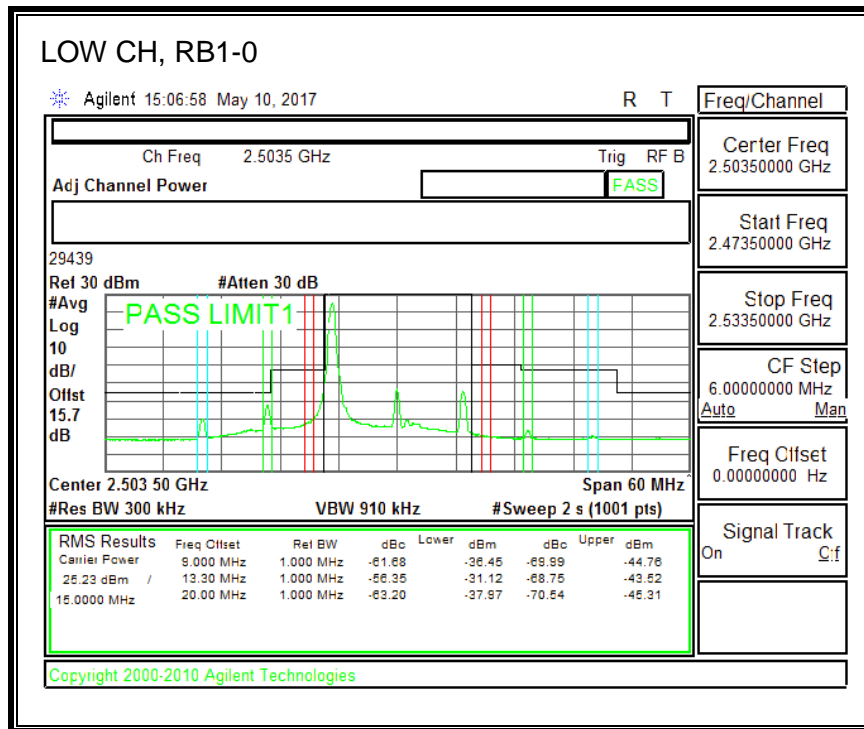 LOW CH, RB1-0
Agilent 15:06:58 May 10, 2017 R T
Freq/Channel
Ch Freq 2.5035 GHz Trig RF B
Adj Channel Power FASS
Center Freq
2.50350000 GHz
Start Freq
2.47350000 GHz
Stop Freq
2.53350000 GHz
CF Step
6.00000000 MHz
Auto Man
Freq Offset
0.00000000 Hz
Signal Track
On Off
29439
Ref 30 dBm #Atten 30 dB
#Avg
Log
10
dB/
Offst
15.7
dB
PASS LIMIT1
Center 2.503 50 GHz Span 60 MHz
#Res BW 300 kHz VBW 910 kHz #Sweep 2 s (1001 pts)
RMS Results Freq Offset Ref BW dBc Lower dBm dBc Upper dBm
Carrier Power 9.000 MHz 1.000 MHz -61.68 -36.45 -69.99 -44.76
25.23 dBm / 13.30 MHz 1.000 MHz -56.35 -31.12 -68.75 -43.52
15.0000 MHz 20.00 MHz 1.000 MHz -63.20 -37.97 -70.54 -45.31
Copyright 2000-2010 Agilent Technologies